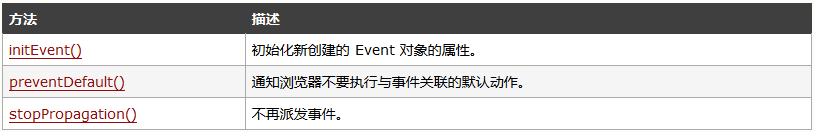 方法 描述
initEvent() 初始化新创建的 Event 对象的属性。
preventDefault() 通知浏览器不要执行与事件关联的默认动作。
stopPropagation() 不再派发事件。